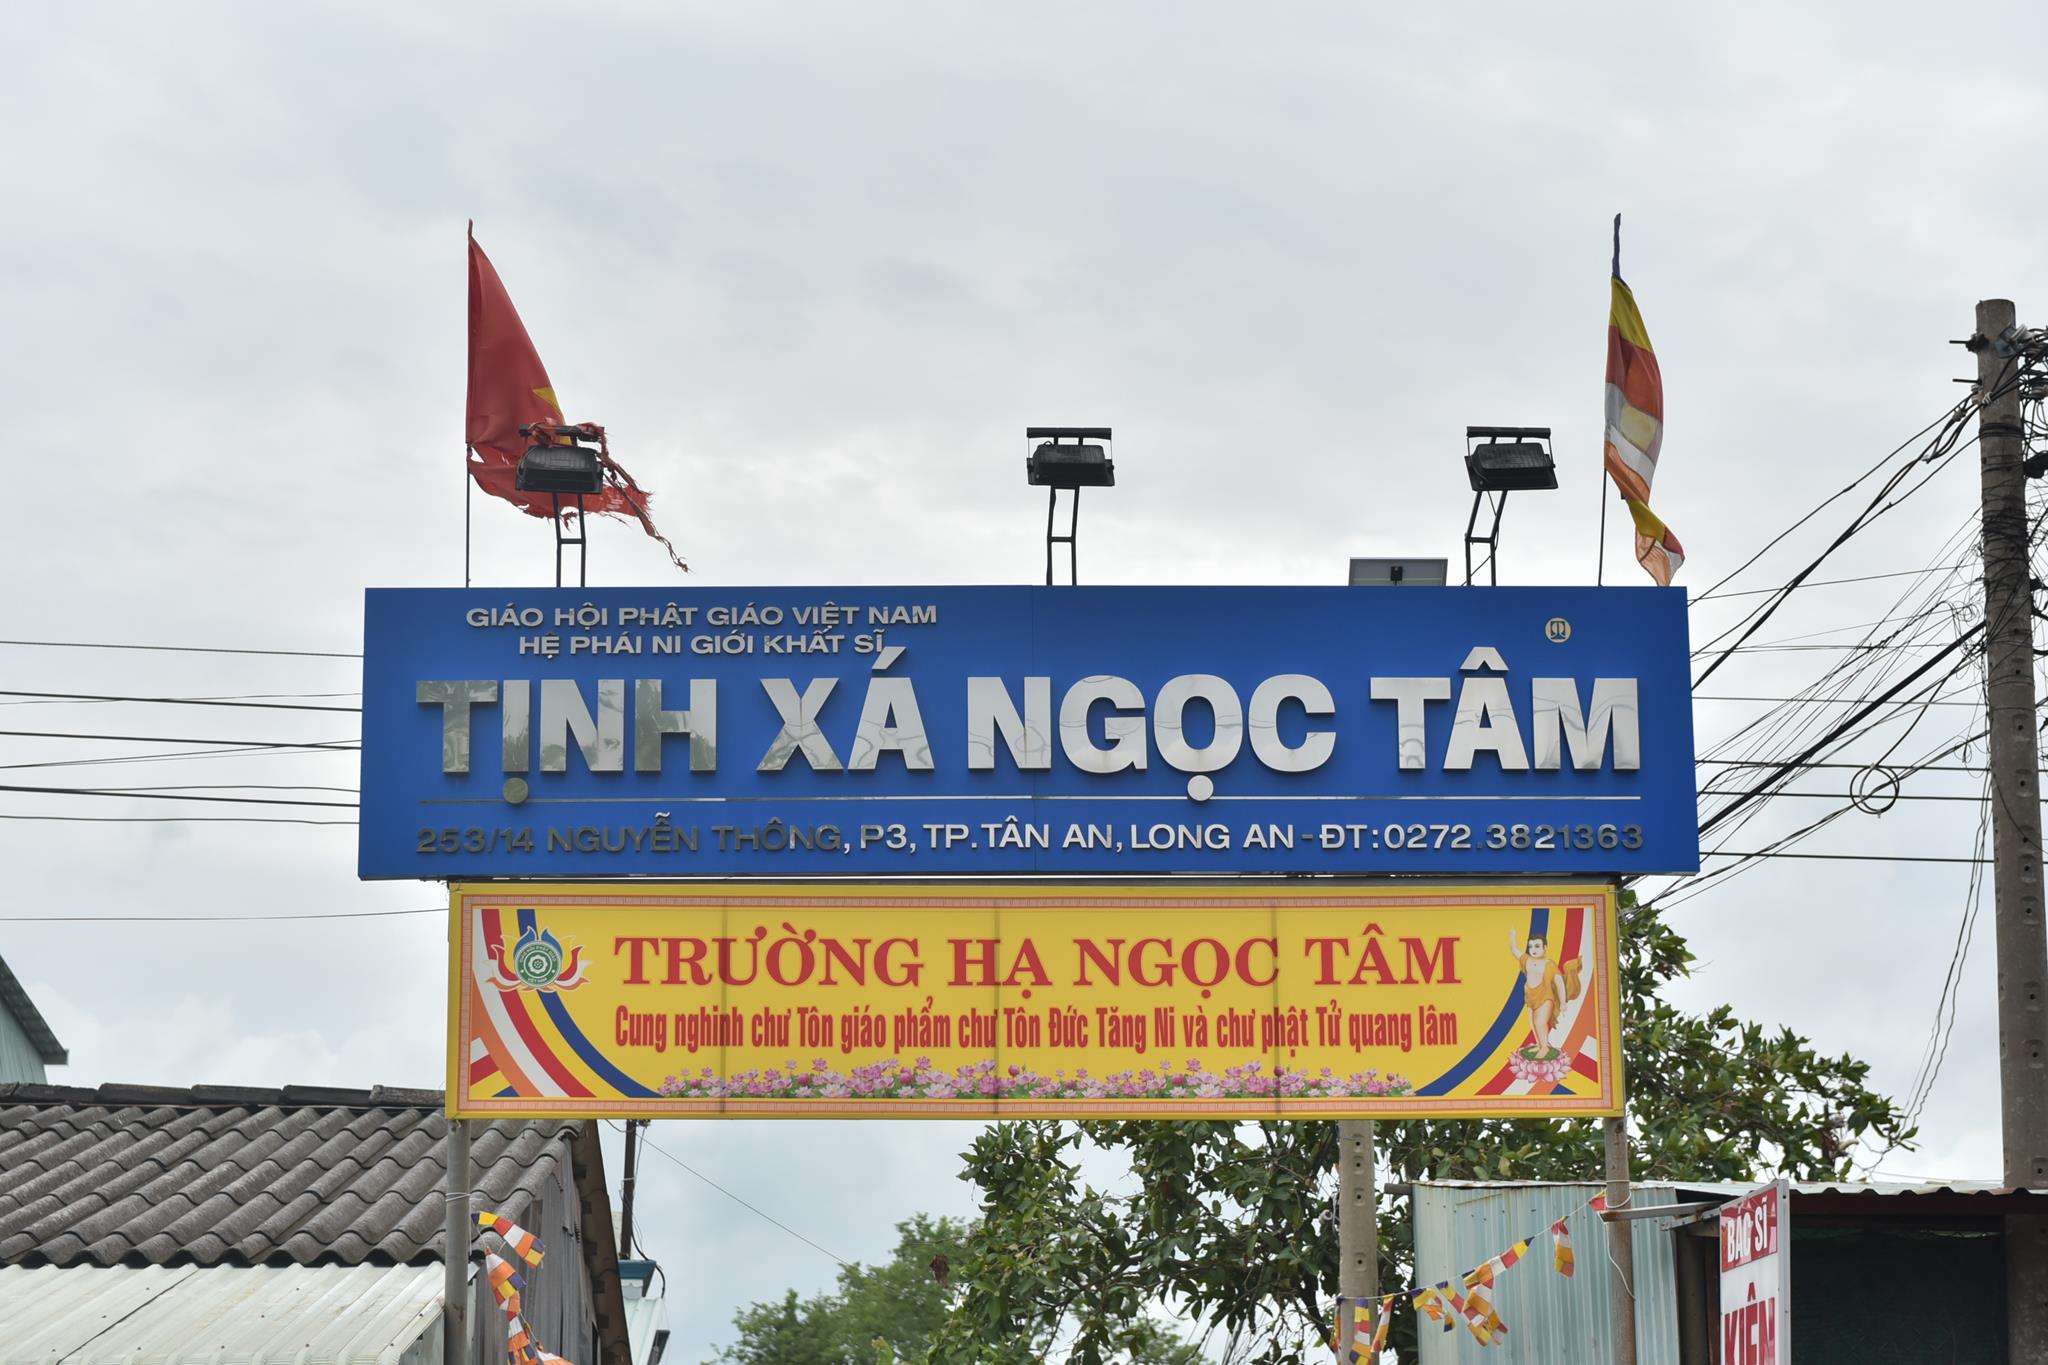 GIÁO HỘI PHẬT GIÁO VIỆT NAM
HỆ PHÁI NI GIỚI KHẤT SĨ
TỊNH XÁ NGỌC TÂM
253/14 NGUYỄN THÔNG, P3, TP. TÂN AN, LONG AN - ĐT: 0272.3821363
TRƯỜNG HẠ NGỌC TÂM
Cung nghinh chư Tôn giáo phẩm chư Tôn Đức Tăng Ni và chư phật Tử quang lâm
BÁC SĨ